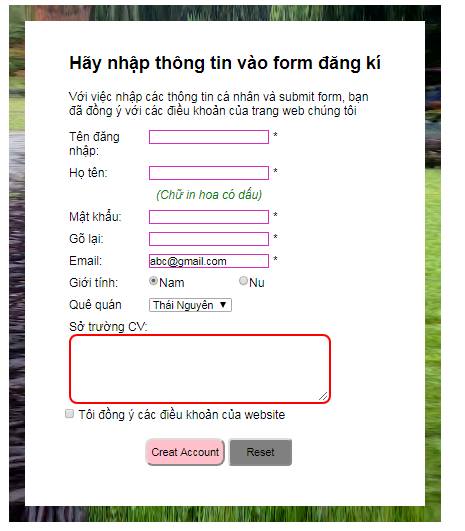 Hãy nhập thông tin vào form đăng kí
Với việc nhập các thông tin cá nhân và submit form, bạn
đã đồng ý với các điều khoản của trang web chúng tôi
Tên đăng
nhập: *
Họ tên: *
(Chữ in hoa có dấu)
Mật khẩu: *
Gõ lại: *
Email: abc@gmail.com *
Giới tính: Nam Nu
Quê quán Thái Nguyên ▼
Sở trường CV:
Tôi đồng ý các điều khoản của website
Creat Account Reset